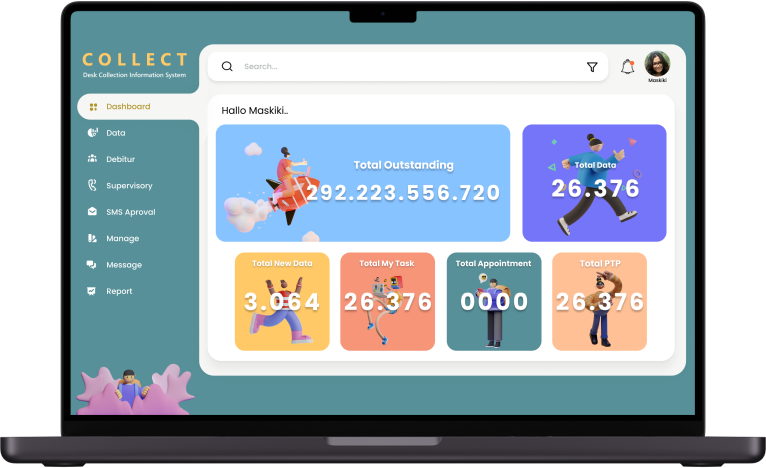 COLLECT
Desk Collection Information System
Dashboard
Data
Debitur
Supervisory
SMS Aproval
Manage
Message
Report
Search...
Maskiki
Hallo Maskiki..
Total Outstanding
292.223.556.720
Total Data
26.376
Total New Data
3.064
Total My Task
26.376
Total Appointment
0000
Total PTP
26.376